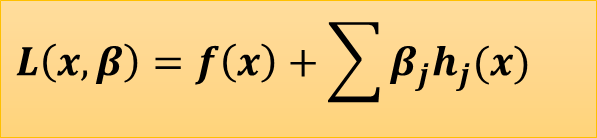 L(x, β) = f(x) + ∑ βⱼhⱼ(x)